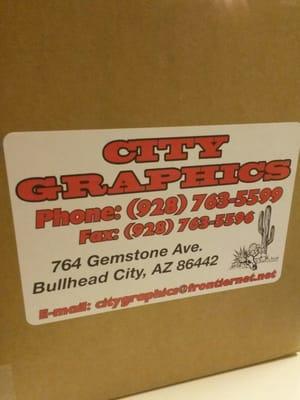 CITY
GRAPHICS
Phone: (928) 763-5599
Fax: (928) 763-5596
764 Gemstone Ave.
Bullhead City, AZ 86442
E-mail: citygraphics@frontiernet.net